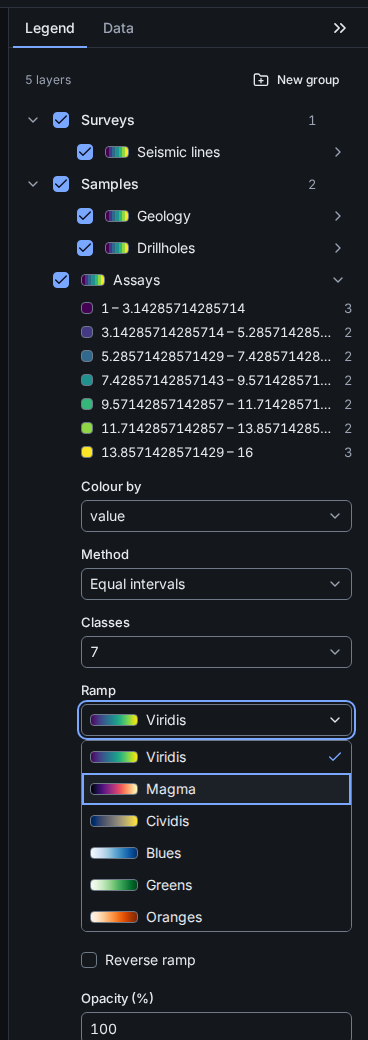 Legend Data
5 layers New group
Surveys 1
Seismic lines
Samples 2
Geology
Drillholes
Assays
1 – 3.14285714285714 3
3.14285714285714 – 5.285714285... 2
5.28571428571429 – 7.428571428... 2
7.42857142857143 – 9.571428571... 2
9.57142857142857 – 11.71428571... 2
11.7142857142857 – 13.85714285... 2
13.8571428571429 – 16 3
Colour by
value
Method
Equal intervals
Classes
7
Ramp
Viridis
Viridis
Magma
Cividis
Blues
Greens
Oranges
Reverse ramp
Opacity (%)
100